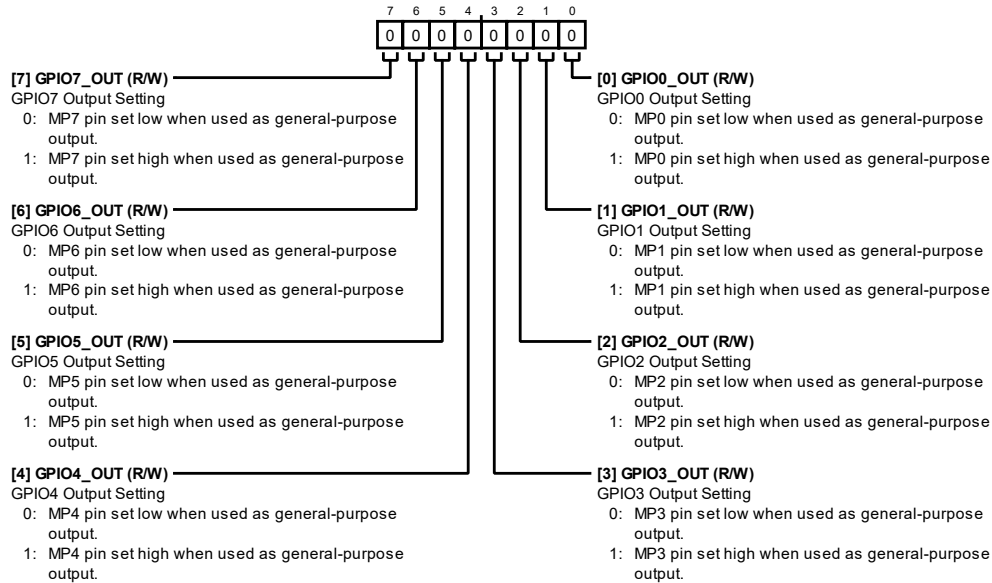 7 6 5 4 3 2 1 0
0 0 0 0 0 0 0 0
[7] GPIO7_OUT (R/W)
GPIO7 Output Setting
0: MP7 pin set low when used as general-purpose
output.
1: MP7 pin set high when used as general-purpose
output.
[6] GPIO6_OUT (R/W)
GPIO6 Output Setting
0: MP6 pin set low when used as general-purpose
output.
1: MP6 pin set high when used as general-purpose
output.
[5] GPIO5_OUT (R/W)
GPIO5 Output Setting
0: MP5 pin set low when used as general-purpose
output.
1: MP5 pin set high when used as general-purpose
output.
[4] GPIO4_OUT (R/W)
GPIO4 Output Setting
0: MP4 pin set low when used as general-purpose
output.
1: MP4 pin set high when used as general-purpose
output.
[0] GPIO0_OUT (R/W)
GPIO0 Output Setting
0: MP0 pin set low when used as general-purpose
output.
1: MP0 pin set high when used as general-purpose
output.
[1] GPIO1_OUT (R/W)
GPIO1 Output Setting
0: MP1 pin set low when used as general-purpose
output.
1: MP1 pin set high when used as general-purpose
output.
[2] GPIO2_OUT (R/W)
GPIO2 Output Setting
0: MP2 pin set low when used as general-purpose
output.
1: MP2 pin set high when used as general-purpose
output.
[3] GPIO3_OUT (R/W)
GPIO3 Output Setting
0: MP3 pin set low when used as general-purpose
output.
1: MP3 pin set high when used as general-purpose
output.